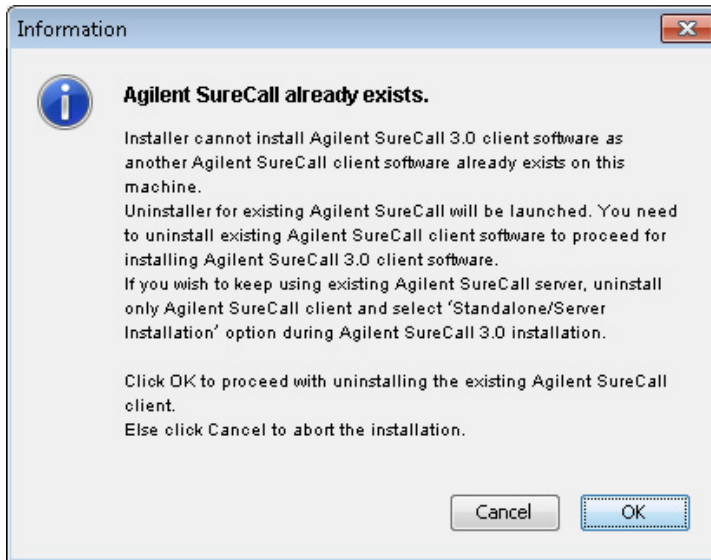 Information
Agilent SureCall already exists.
Installer cannot install Agilent SureCall 3.0 client software as
another Agilent SureCall client software already exists on this
machine.
Uninstaller for existing Agilent SureCall will be launched. You need
to uninstall existing Agilent SureCall client software to proceed for
installing Agilent SureCall 3.0 client software.
If you wish to keep using existing Agilent SureCall server, uninstall
only Agilent SureCall client and select 'Standalone/Server
Installation' option during Agilent SureCall 3.0 installation.
Click OK to proceed with uninstalling the existing Agilent SureCall
client.
Else click Cancel to abort the installation.
Cancel OK